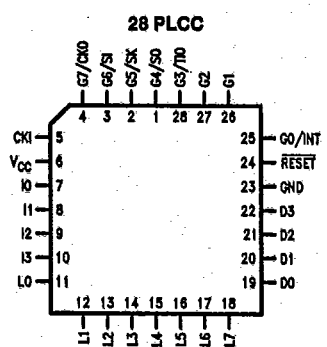 28 PLCC
G7/CKO G6/SI G5/SK G4/SO G3/TIO G2 G1
4 3 2 1 28 27 26
CKI 5 25 G0/INT
VCC 6 24 RESET
I0 7 23 GND
I1 8 22 D3
I2 9 21 D2
I3 10 20 D1
L0 11 19 D0
12 13 14 15 16 17 18
L1 L2 L3 L4 L5 L6 L7